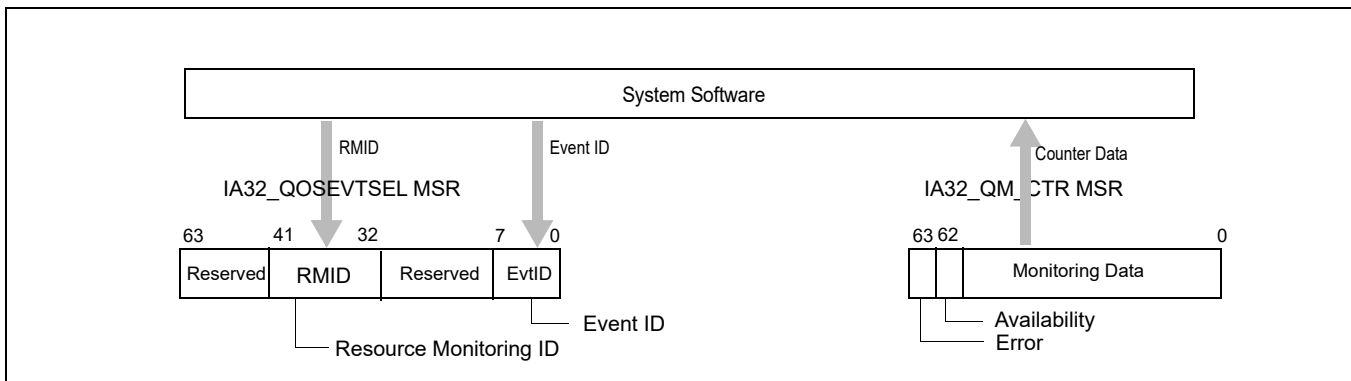 System Software
RMID
Event ID
Counter Data
IA32_QOSEVTSEL MSR
IA32_QM_CTR MSR
63 41 32 7 0
63 62 0
Reserved RMID Reserved EvtID
Monitoring Data
Event ID
Resource Monitoring ID
Availability
Error